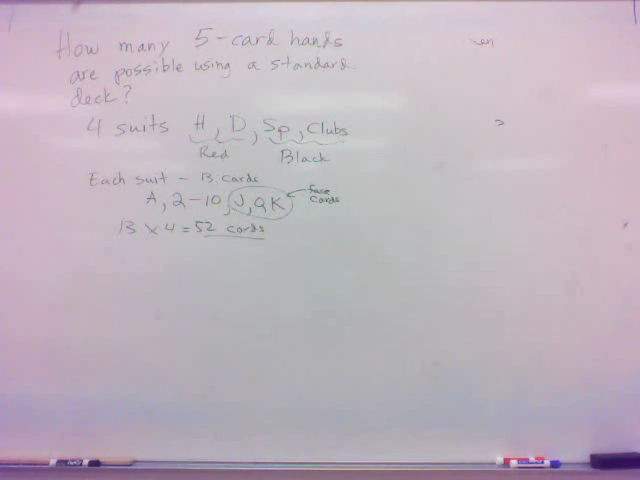 How many 5-card hands
are possible using a standard
deck?
4 suits H, D, Sp, Clubs
Red Black
Each suit - 13 cards
A, 2-10, J, Q K ← face cards
13 x 4 = 52 cards